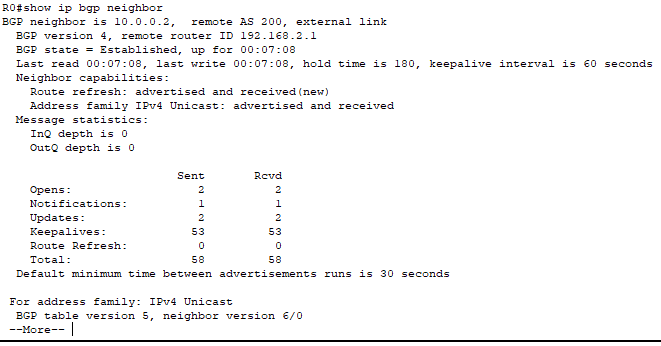 R0#show ip bgp neighbor
BGP neighbor is 10.0.0.2,  remote AS 200, external link
  BGP version 4, remote router ID 192.168.2.1
  BGP state = Established, up for 00:07:08
  Last read 00:07:08, last write 00:07:08, hold time is 180, keepalive interval is 60 seconds
  Neighbor capabilities:
    Route refresh: advertised and received(new)
    Address family IPv4 Unicast: advertised and received
  Message statistics:
    InQ depth is 0
    OutQ depth is 0
                         Sent       Rcvd
    Opens:                  2          2
    Notifications:          1          1
    Updates:                2          2
    Keepalives:            53         53
    Route Refresh:          0          0
    Total:                 58         58
  Default minimum time between advertisements runs is 30 seconds
 For address family: IPv4 Unicast
  BGP table version 5, neighbor version 6/0
 --More--